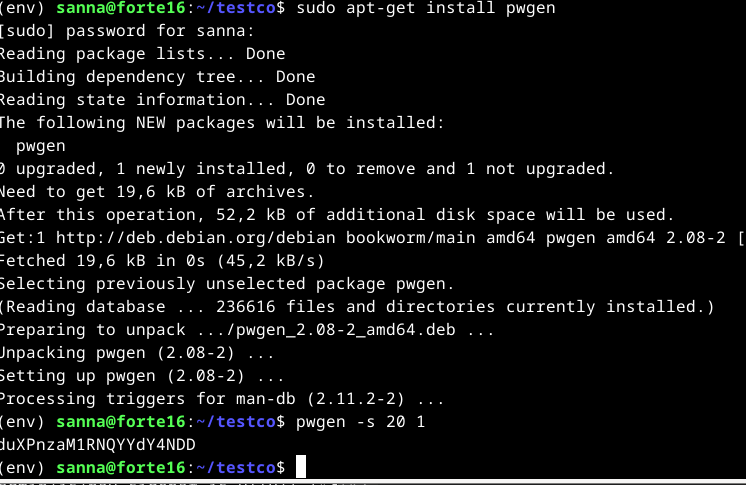 (env) sanna@forte16:~/testco$ sudo apt-get install pwgen
[sudo] password for sanna:
Reading package lists... Done
Building dependency tree... Done
Reading state information... Done
The following NEW packages will be installed:
  pwgen
0 upgraded, 1 newly installed, 0 to remove and 1 not upgraded.
Need to get 19,6 kB of archives.
After this operation, 52,2 kB of additional disk space will be used.
Get:1 http://deb.debian.org/debian bookworm/main amd64 pwgen amd64 2.08-2 [
Fetched 19,6 kB in 0s (45,2 kB/s)
Selecting previously unselected package pwgen.
(Reading database ... 236616 files and directories currently installed.)
Preparing to unpack .../pwgen_2.08-2_amd64.deb ...
Unpacking pwgen (2.08-2) ...
Setting up pwgen (2.08-2) ...
Processing triggers for man-db (2.11.2-2) ...
(env) sanna@forte16:~/testco$ pwgen -s 20 1
duXPnzaM1RNQYYdY4NDD
(env) sanna@forte16:~/testco$